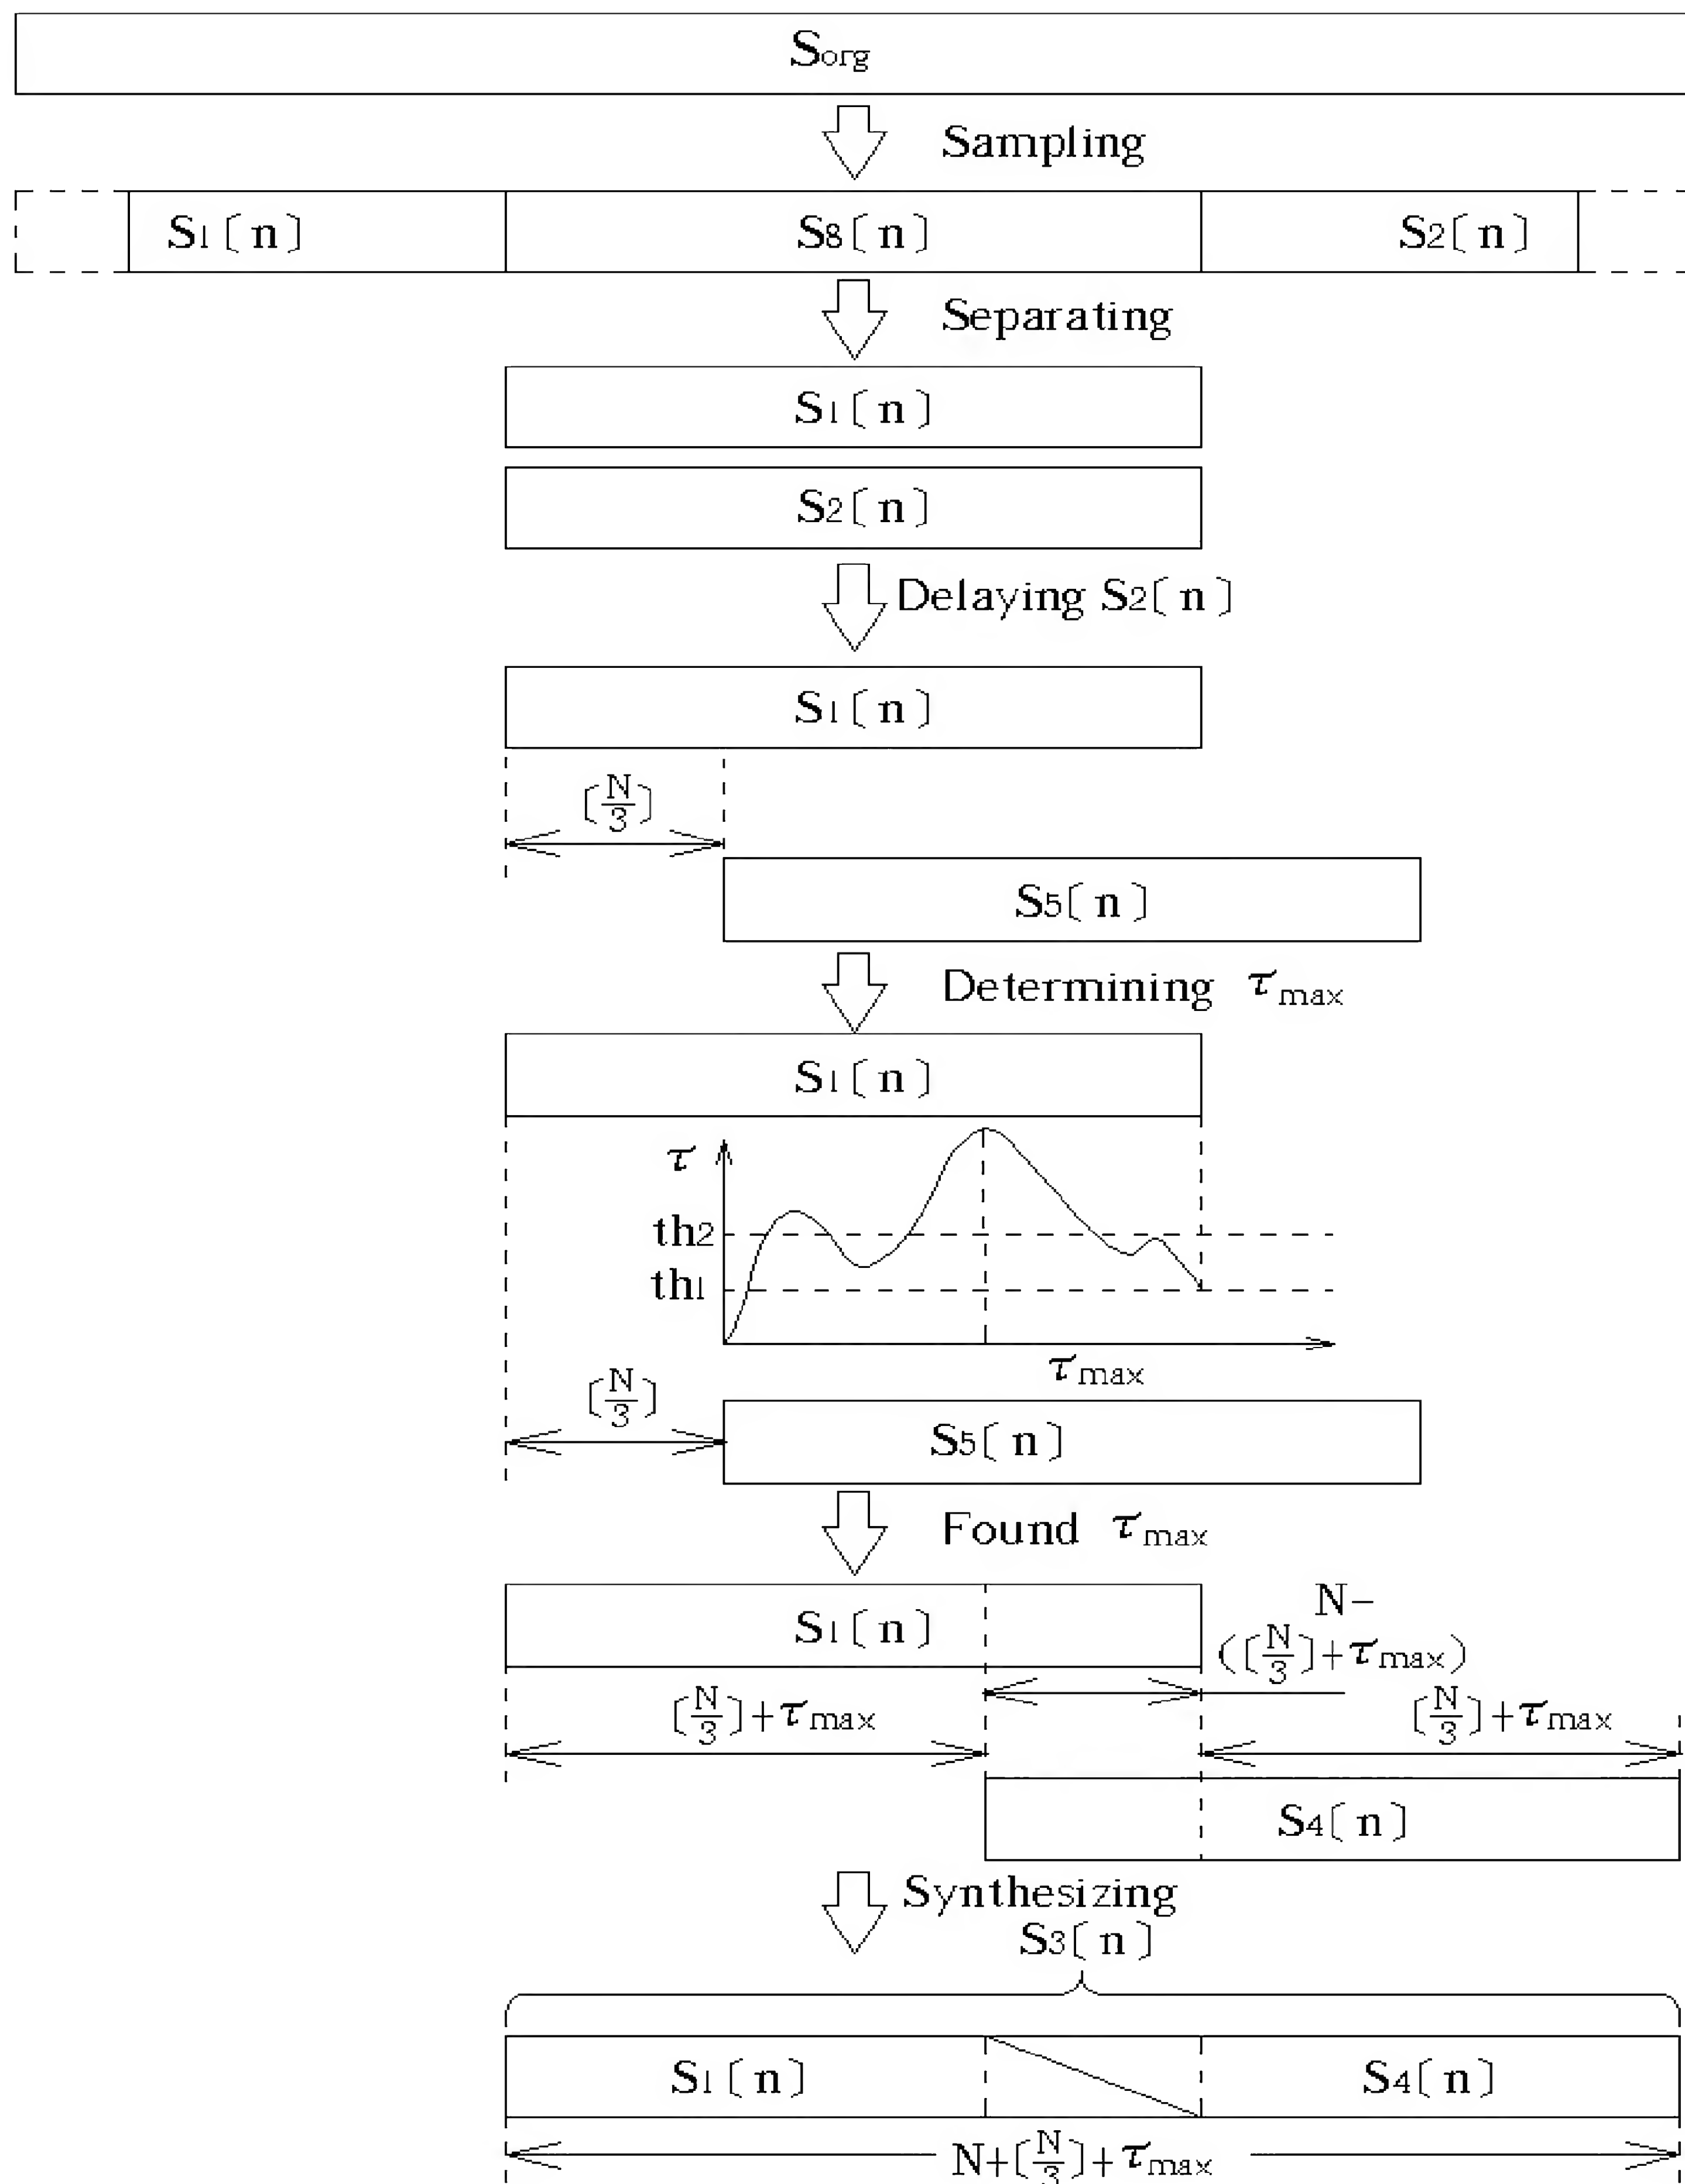 Sorg
Sampling
S1[n] S8[n] S2[n]
Separating
S1[n]
S2[n]
Delaying S2[n]
S1[n]
[N/3]
S5[n]
Determining τmax
S1[n]
τ
th2
th1
τmax
[N/3]
S5[n]
Found τmax
S1[n]
N-
([N/3]+τmax)
[N/3]+τmax [N/3]+τmax
S4[n]
Synthesizing
S3[n]
S1[n] S4[n]
N+[N/3]+τmax